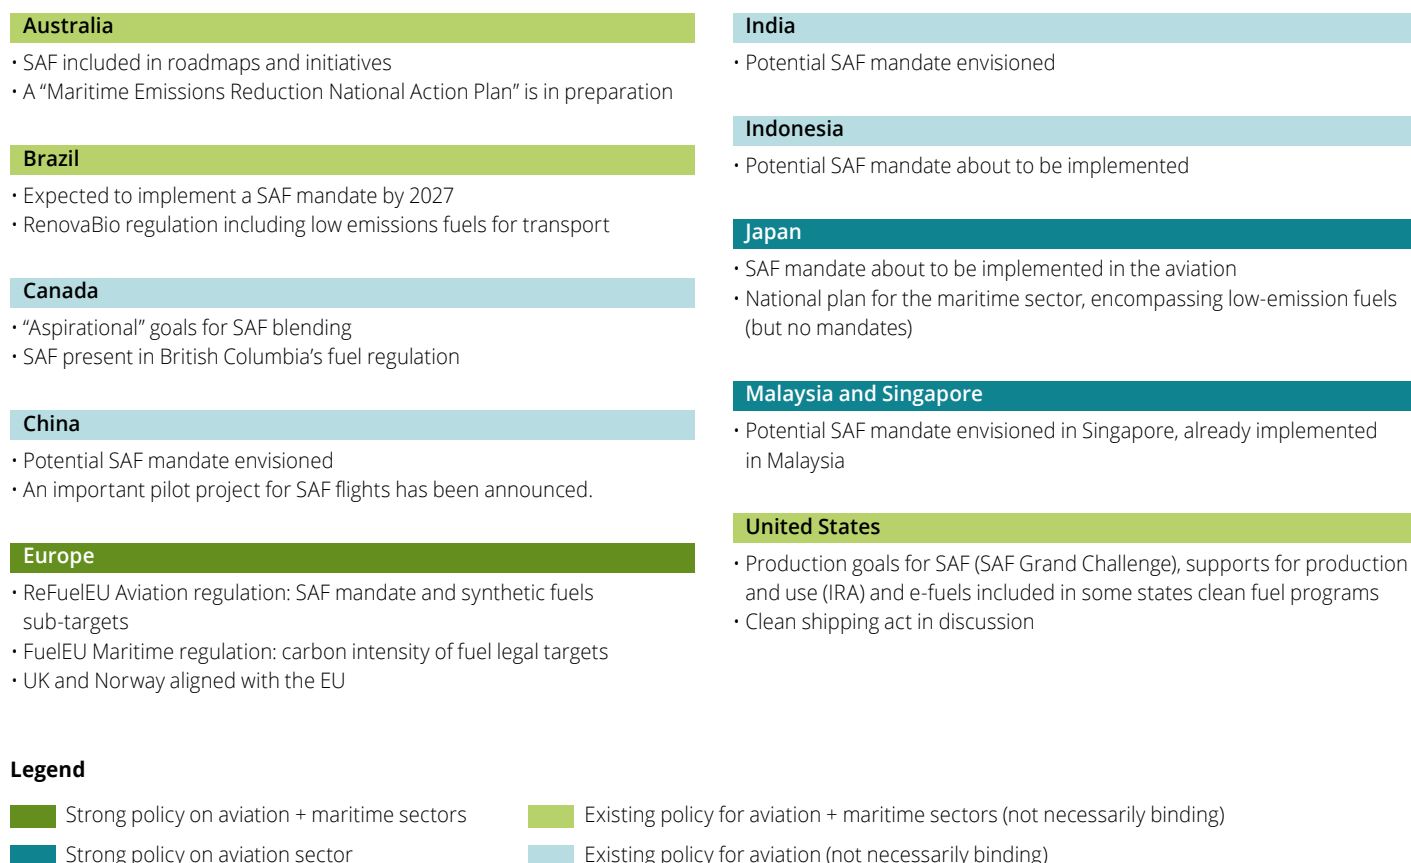 Australia
• SAF included in roadmaps and initiatives
• A “Maritime Emissions Reduction National Action Plan” is in preparation
Brazil
• Expected to implement a SAF mandate by 2027
• RenovaBio regulation including low emissions fuels for transport
Canada
• “Aspirational” goals for SAF blending
• SAF present in British Columbia’s fuel regulation
China
• Potential SAF mandate envisioned
• An important pilot project for SAF flights has been announced.
Europe
• ReFuelEU Aviation regulation: SAF mandate and synthetic fuels
sub-targets
• FuelEU Maritime regulation: carbon intensity of fuel legal targets
• UK and Norway aligned with the EU
India
• Potential SAF mandate envisioned
Indonesia
• Potential SAF mandate about to be implemented
Japan
• SAF mandate about to be implemented in the aviation
• National plan for the maritime sector, encompassing low-emission fuels
(but no mandates)
Malaysia and Singapore
• Potential SAF mandate envisioned in Singapore, already implemented
in Malaysia
United States
• Production goals for SAF (SAF Grand Challenge), supports for production
and use (IRA) and e-fuels included in some states clean fuel programs
• Clean shipping act in discussion
Legend
Strong policy on aviation + maritime sectors
Existing policy for aviation + maritime sectors (not necessarily binding)
Strong policy on aviation sector
Existing policy for aviation (not necessarily binding)